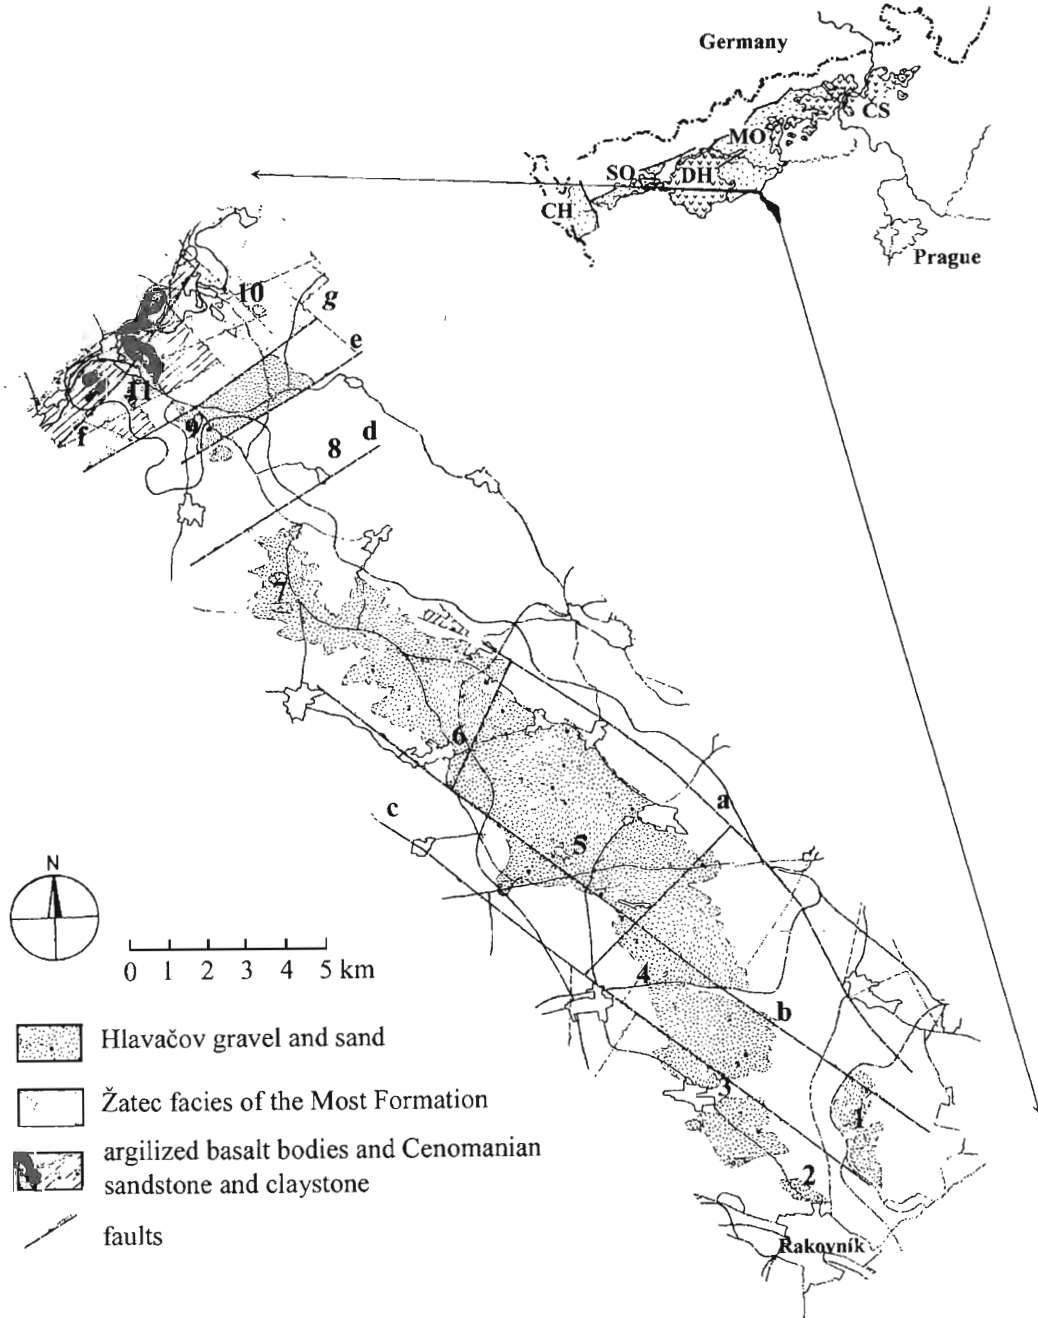 Germany
CS
MO
SO
DH
CH
Prague
10
g
e
11
f
9
d
8
7
6
a
c
5
4
b
3
1
2
Rakovník
N
0 1 2 3 4 5 km
Hlavačov gravel and sand
Žatec facies of the Most Formation
argilized basalt bodies and Cenomanian
sandstone and claystone
faults